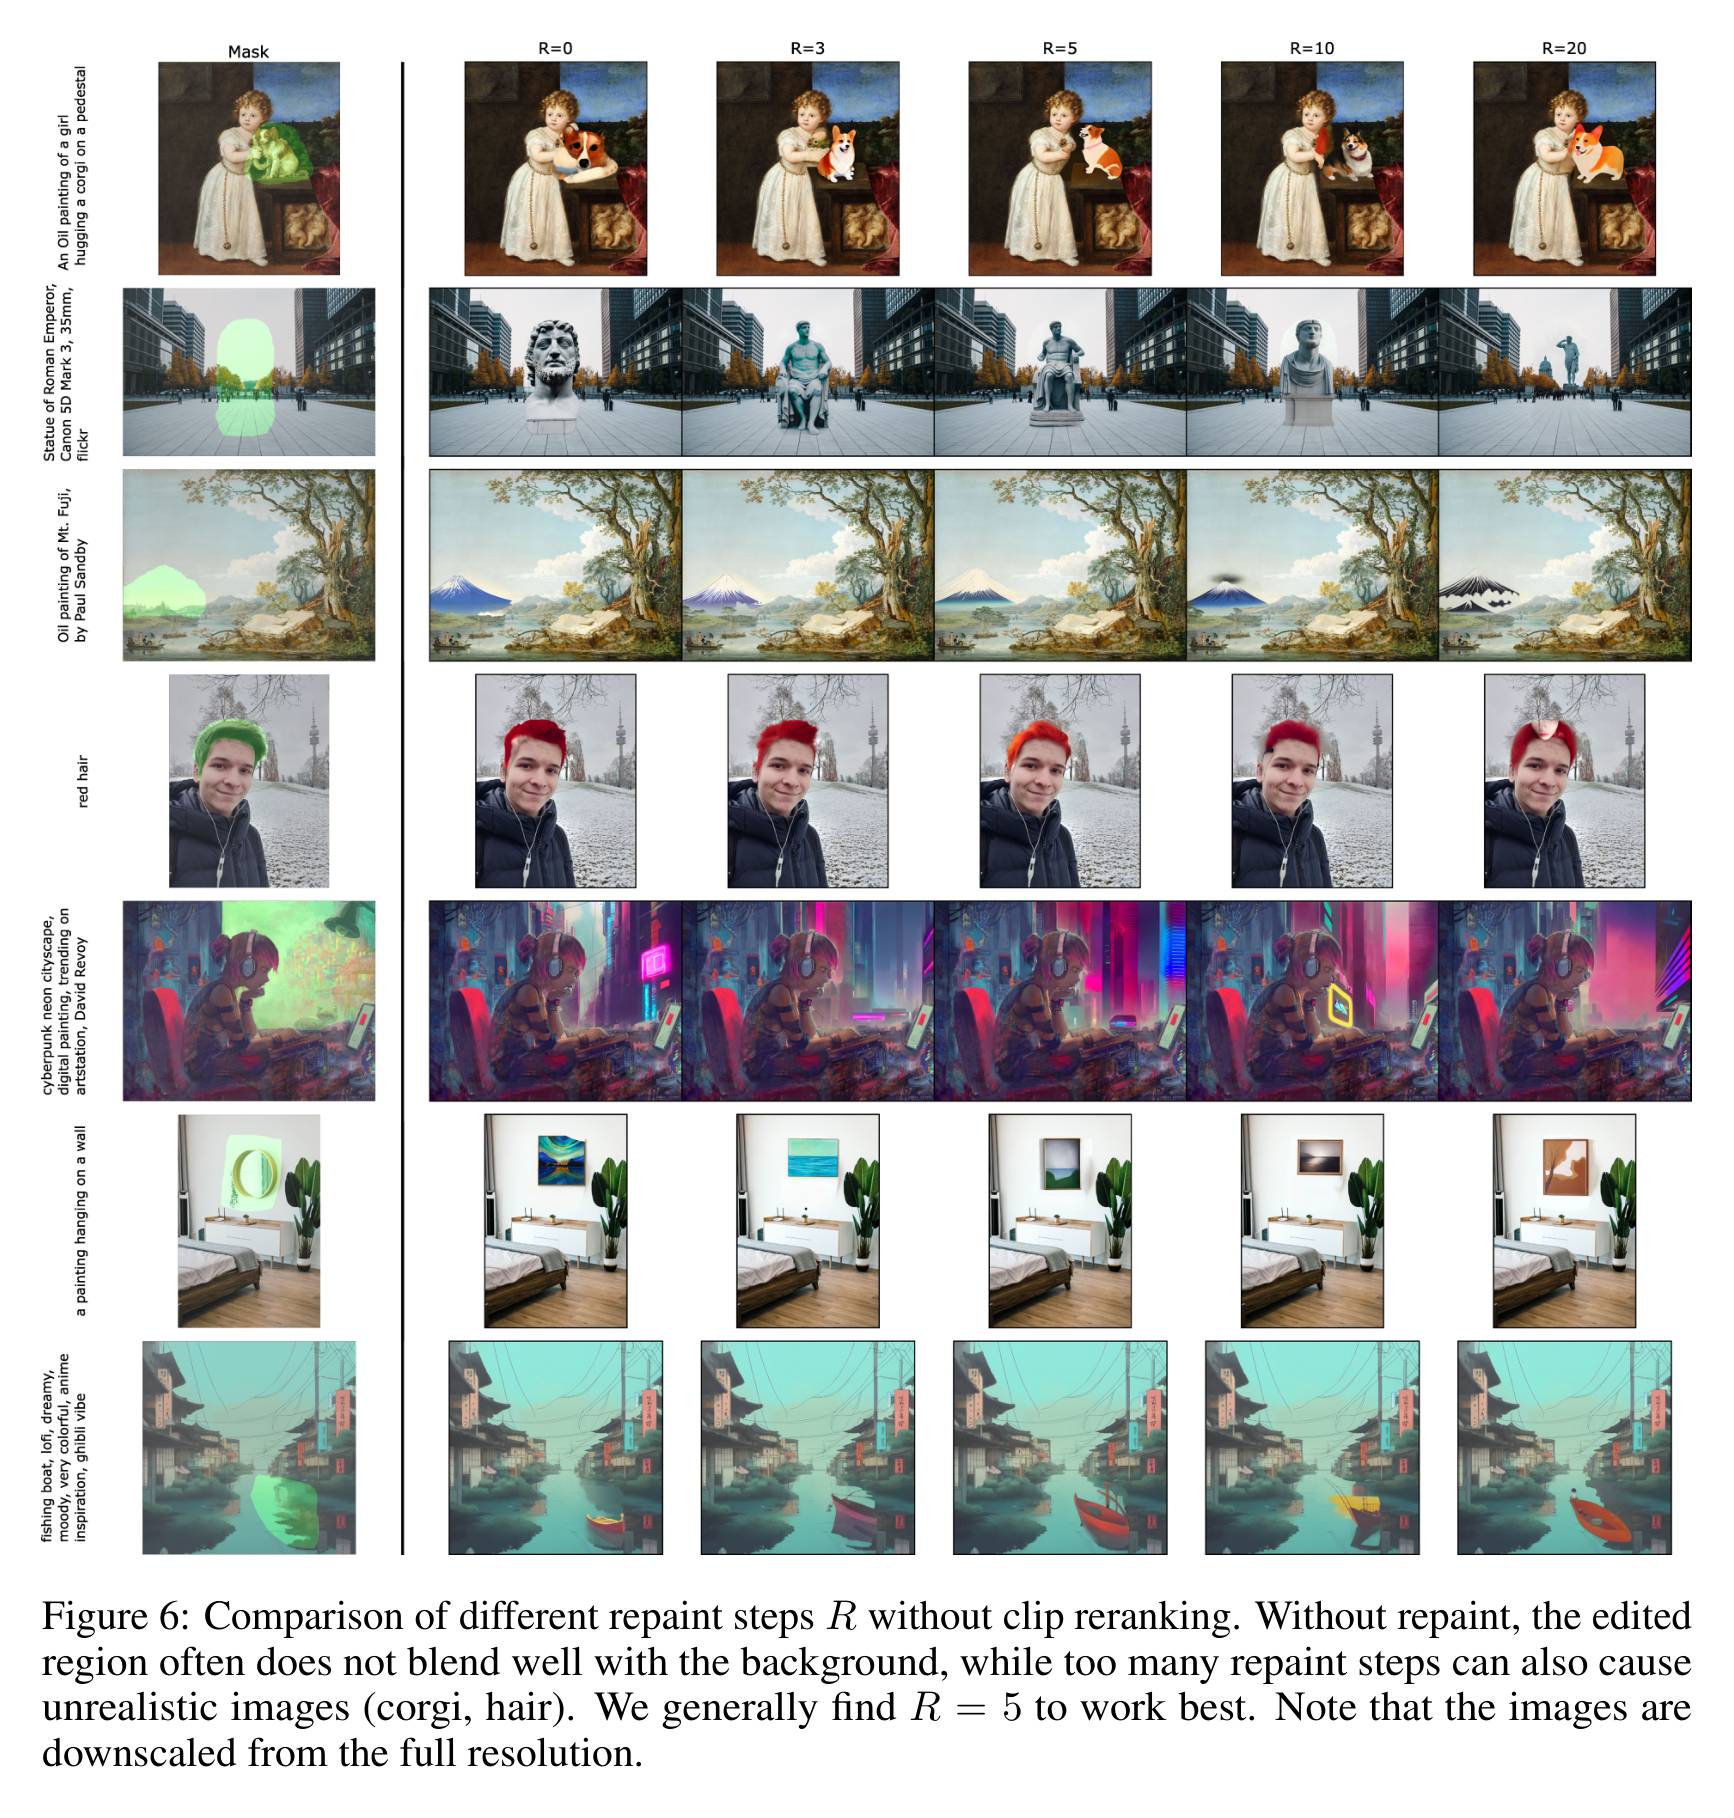 Mask
R=0
R=3
R=5
R=10
R=20
An Oil painting of a girl
hugging a corgi on a pedestal
Statue of Roman Emperor,
Canon 5D Mark 3, 35mm,
flickr
Oil painting of Mt. Fuji,
by Paul Sandby
red hair
cyberpunk neon cityscape,
digital painting, trending on
artstation, David Revoy
a painting hanging on a wall
fishing boat, lofi, dreamy,
moody, very colorful, anime
inspiration, ghibli vibe
Figure 6: Comparison of different repaint steps R without clip reranking. Without repaint, the edited
region often does not blend well with the background, while too many repaint steps can also cause
unrealistic images (corgi, hair). We generally find R = 5 to work best. Note that the images are
downscaled from the full resolution.